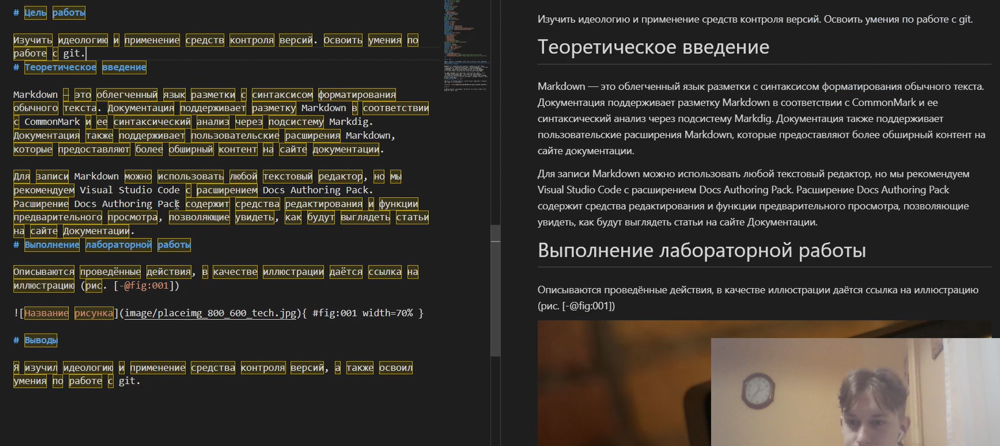 # Цель работы
Изучить идеологию и применение средств контроля версий. Освоить умения по
работе с git.
# Теоретическое введение
Markdown — это облегченный язык разметки с синтаксисом форматирования
обычного текста. Документация поддерживает разметку Markdown в соответствии
с CommonMark и ее синтаксический анализ через подсистему Markdig.
Документация также поддерживает пользовательские расширения Markdown,
которые предоставляют более обширный контент на сайте документации.
Для записи Markdown можно использовать любой текстовый редактор, но мы
рекомендуем Visual Studio Code с расширением Docs Authoring Pack.
Расширение Docs Authoring Pack содержит средства редактирования и функции
предварительного просмотра, позволяющие увидеть, как будут выглядеть статьи
на сайте Документации.
# Выполнение лабораторной работы
Описываются проведённые действия, в качестве иллюстрации даётся ссылка на
иллюстрацию (рис. [-@fig:001])
![Название рисунка](image/placeimg_800_600_tech.jpg){ #fig:001 width=70% }
# Выводы
Я изучил идеологию и применение средства контроля версий, а также освоил
умения по работе с git.
Изучить идеологию и применение средств контроля версий. Освоить умения по работе с git.
Теоретическое введение
Markdown — это облегченный язык разметки с синтаксисом форматирования обычного текста.
Документация поддерживает разметку Markdown в соответствии с CommonMark и ее
синтаксический анализ через подсистему Markdig. Документация также поддерживает
пользовательские расширения Markdown, которые предоставляют более обширный контент на
сайте документации.
Для записи Markdown можно использовать любой текстовый редактор, но мы рекомендуем
Visual Studio Code с расширением Docs Authoring Pack. Расширение Docs Authoring Pack
содержит средства редактирования и функции предварительного просмотра, позволяющие
увидеть, как будут выглядеть статьи на сайте Документации.
Выполнение лабораторной работы
Описываются проведённые действия, в качестве иллюстрации даётся ссылка на иллюстрацию
(рис. [-@fig:001])